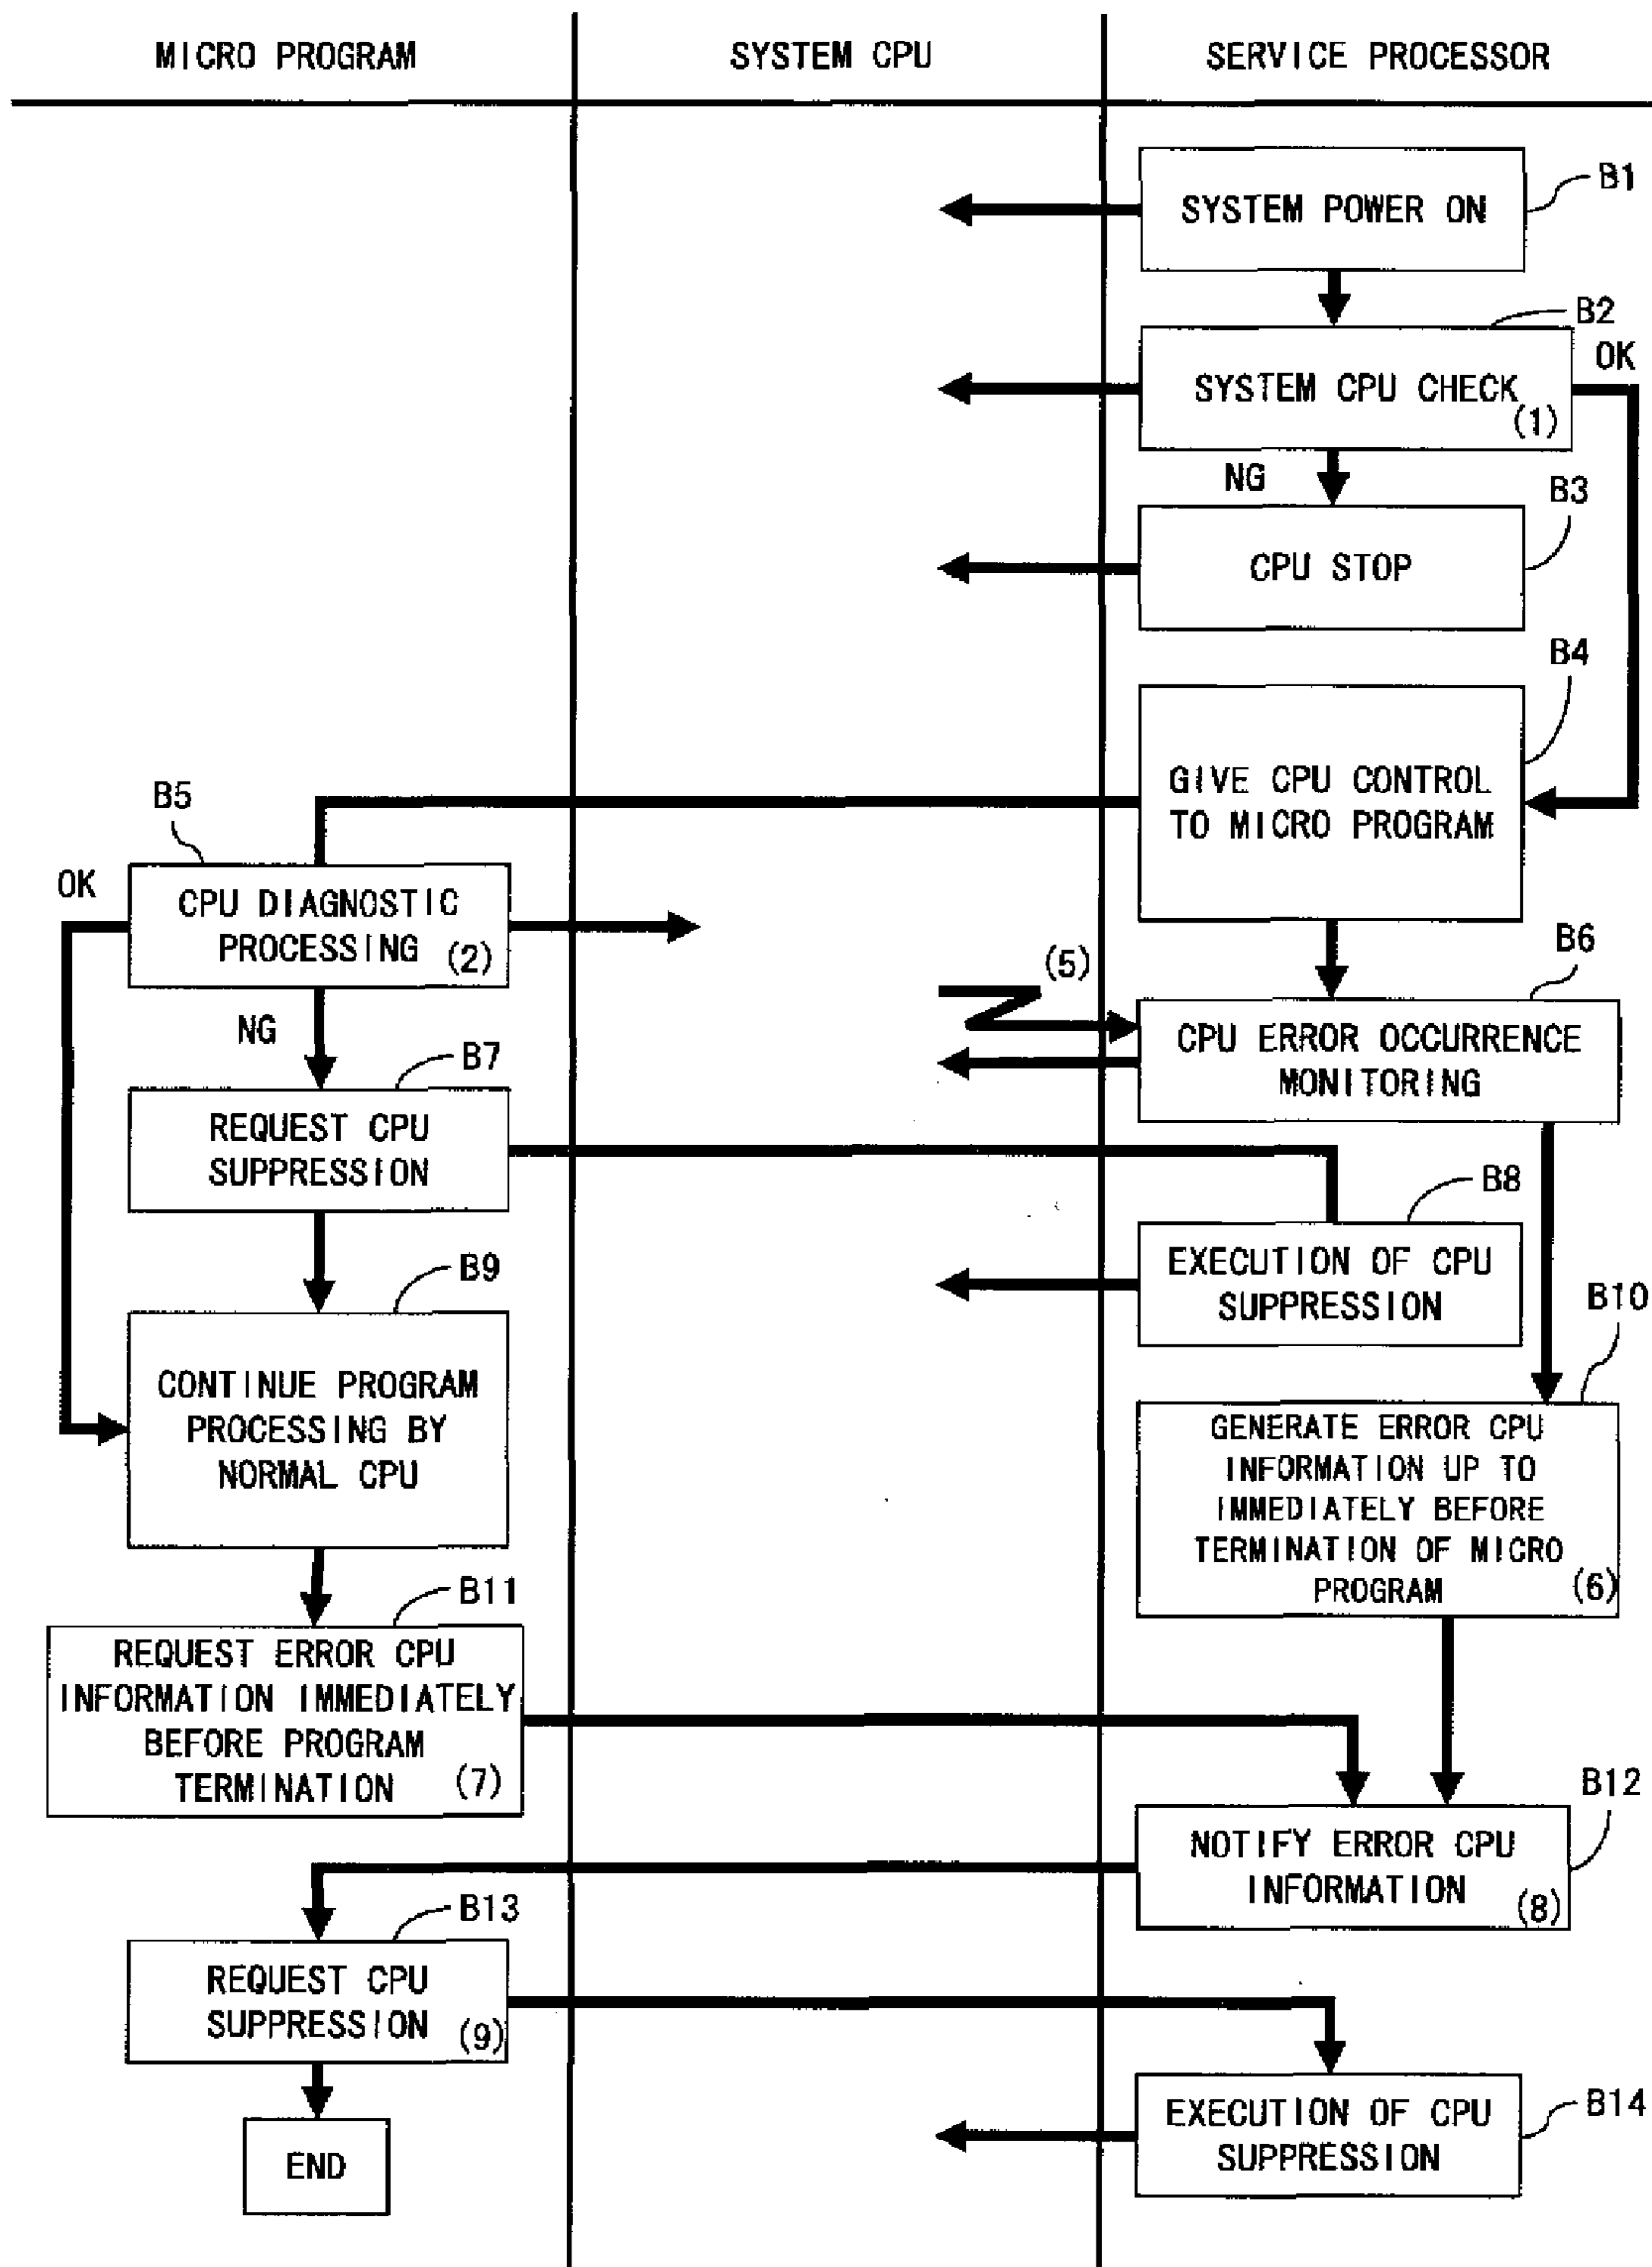 MICRO PROGRAM
SYSTEM CPU
SERVICE PROCESSOR
SYSTEM POWER ON
B1
B2
OK
SYSTEM CPU CHECK
(1)
NG
B3
CPU STOP
B4
GIVE CPU CONTROL
TO MICRO PROGRAM
B5
OK
CPU DIAGNOSTIC
PROCESSING
(2)
(5)
B6
CPU ERROR OCCURRENCE
MONITORING
NG
B7
REQUEST CPU
SUPPRESSION
B8
EXECUTION OF CPU
SUPPRESSION
B9
CONTINUE PROGRAM
PROCESSING BY
NORMAL CPU
B10
GENERATE ERROR CPU
INFORMATION UP TO
IMMEDIATELY BEFORE
TERMINATION OF MICRO
PROGRAM
(6)
B11
REQUEST ERROR CPU
INFORMATION IMMEDIATELY
BEFORE PROGRAM
TERMINATION
(7)
B12
NOTIFY ERROR CPU
INFORMATION
(8)
B13
REQUEST CPU
SUPPRESSION
(9)
B14
EXECUTION OF CPU
SUPPRESSION
END